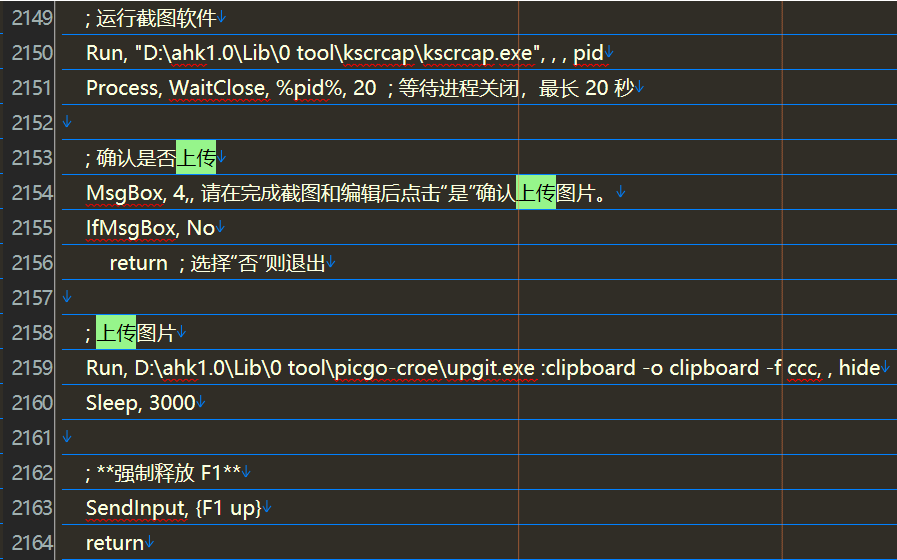 2149 ; 运行截图软件↓
2150 Run, "D:\ahk1.0\Lib\0 tool\kscrcap\kscrcap.exe", , , pid↓
2151 Process, WaitClose, %pid%, 20  ; 等待进程关闭，最长 20 秒↓
2152 ↓
2153 ; 确认是否上传↓
2154 MsgBox, 4,, 请在完成截图和编辑后点击“是”确认上传图片。↓
2155 IfMsgBox, No↓
2156     return  ; 选择“否”则退出↓
2157 ↓
2158 ; 上传图片↓
2159 Run, D:\ahk1.0\Lib\0 tool\picgo-croe\upgit.exe :clipboard -o clipboard -f ccc, , hide↓
2160 Sleep, 3000↓
2161 ↓
2162 ; **强制释放 F1**↓
2163 SendInput, {F1 up}↓
2164 return↓